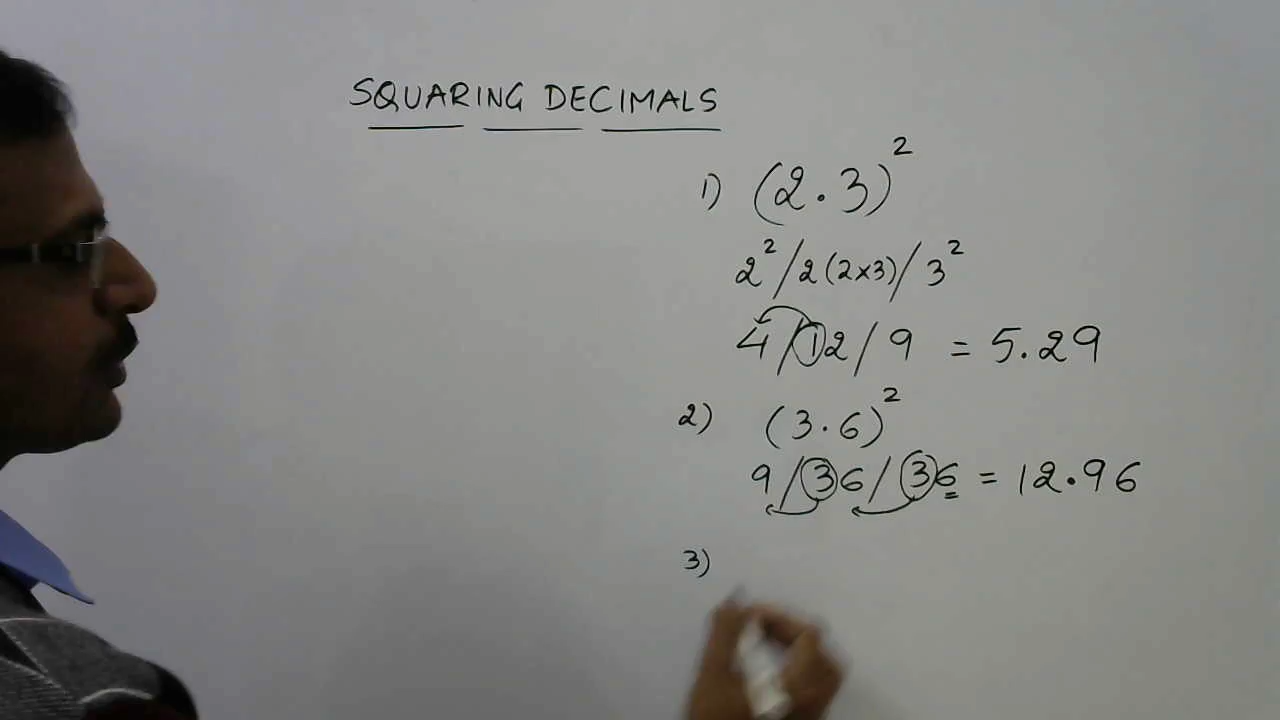 SQUARING DECIMALS
1) (2.3)²
2²/2(2×3)/3²
4/12/9 = 5.29
2) (3.6)²
9/36/36 = 12.96
3)